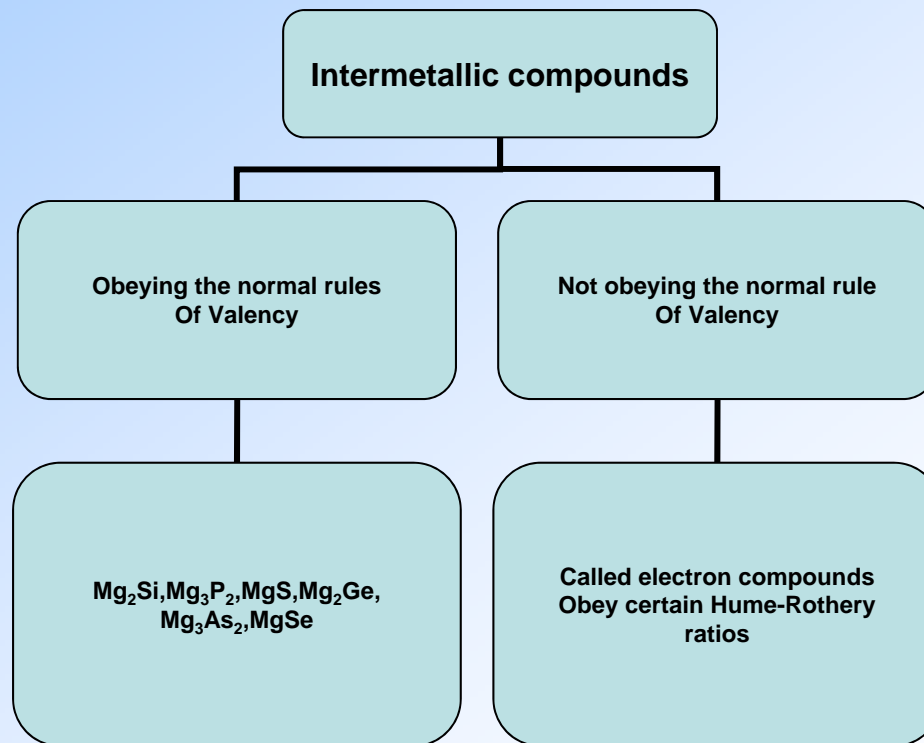 Intermetallic compounds
Obeying the normal rules
Of Valency
Not obeying the normal rule
Of Valency
Mg₂Si,Mg₃P₂,MgS,Mg₂Ge,
Mg₃As₂,MgSe
Called electron compounds
Obey certain Hume-Rothery
ratios